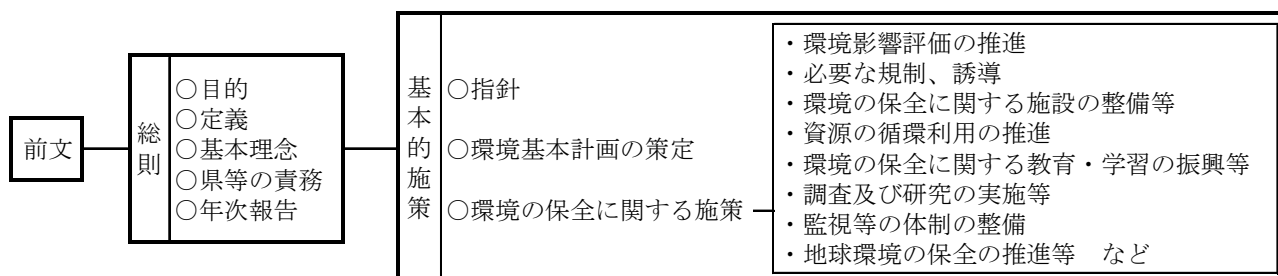 前文
総則
○目的
○定義
○基本理念
○県等の責務
○年次報告
基本的施策
○指針
○環境基本計画の策定
○環境の保全に関する施策
・環境影響評価の推進
・必要な規制、誘導
・環境の保全に関する施設の整備等
・資源の循環利用の推進
・環境の保全に関する教育・学習の振興等
・調査及び研究の実施等
・監視等の体制の整備
・地球環境の保全の推進等　など